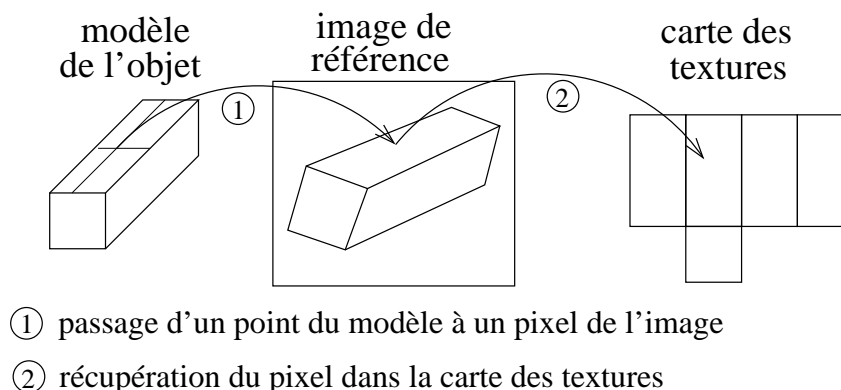 modèle
de l’objet
image de
référence
carte des
textures
1
2
1 passage d’un point du modèle à un pixel de l’image
2 récupération du pixel dans la carte des textures